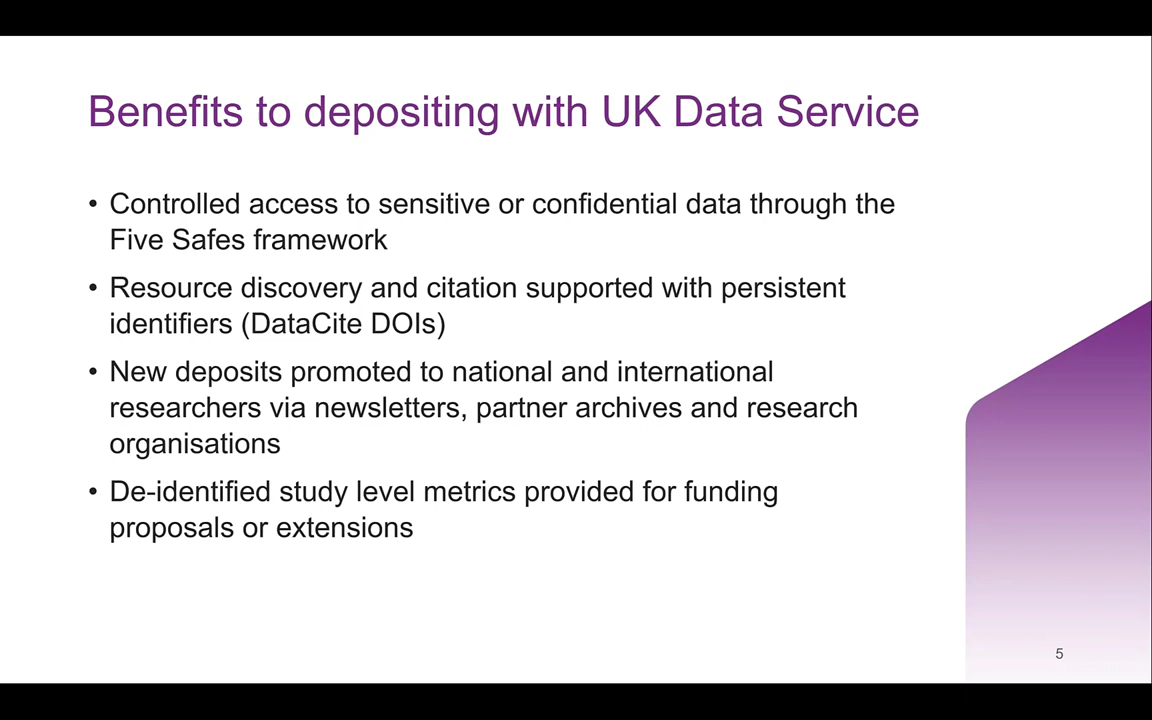 Benefits to depositing with UK Data Service
• Controlled access to sensitive or confidential data through the
Five Safes framework
• Resource discovery and citation supported with persistent
identifiers (DataCite DOIs)
• New deposits promoted to national and international
researchers via newsletters, partner archives and research
organisations
• De-identified study level metrics provided for funding
proposals or extensions
5